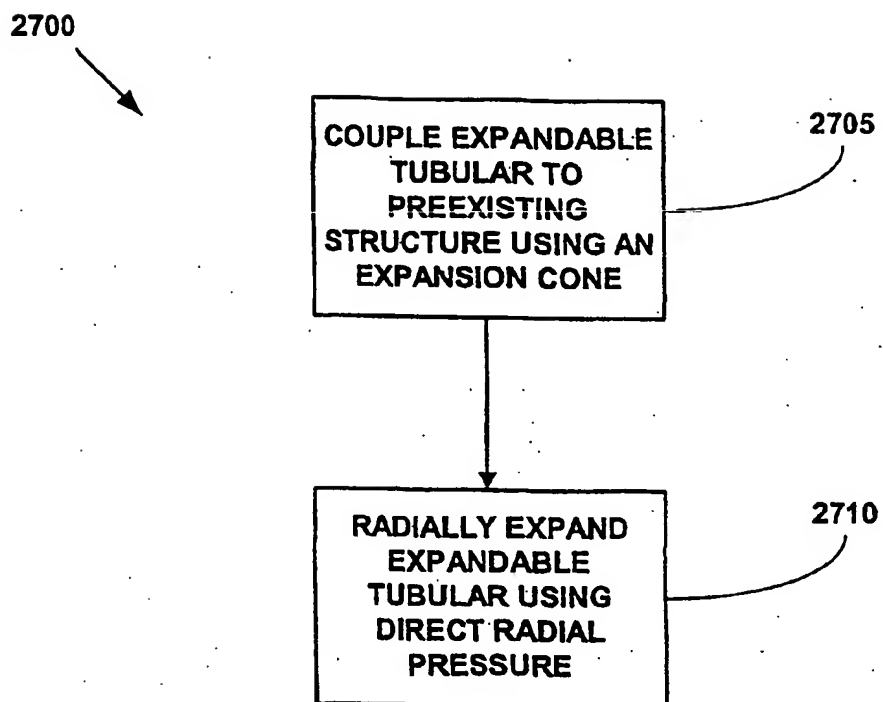 2700
COUPLE EXPANDABLE
TUBULAR TO
PREEXISTING
STRUCTURE USING AN
EXPANSION CONE
2705
RADIALLY EXPAND
EXPANDABLE
TUBULAR USING
DIRECT RADIAL
PRESSURE
2710